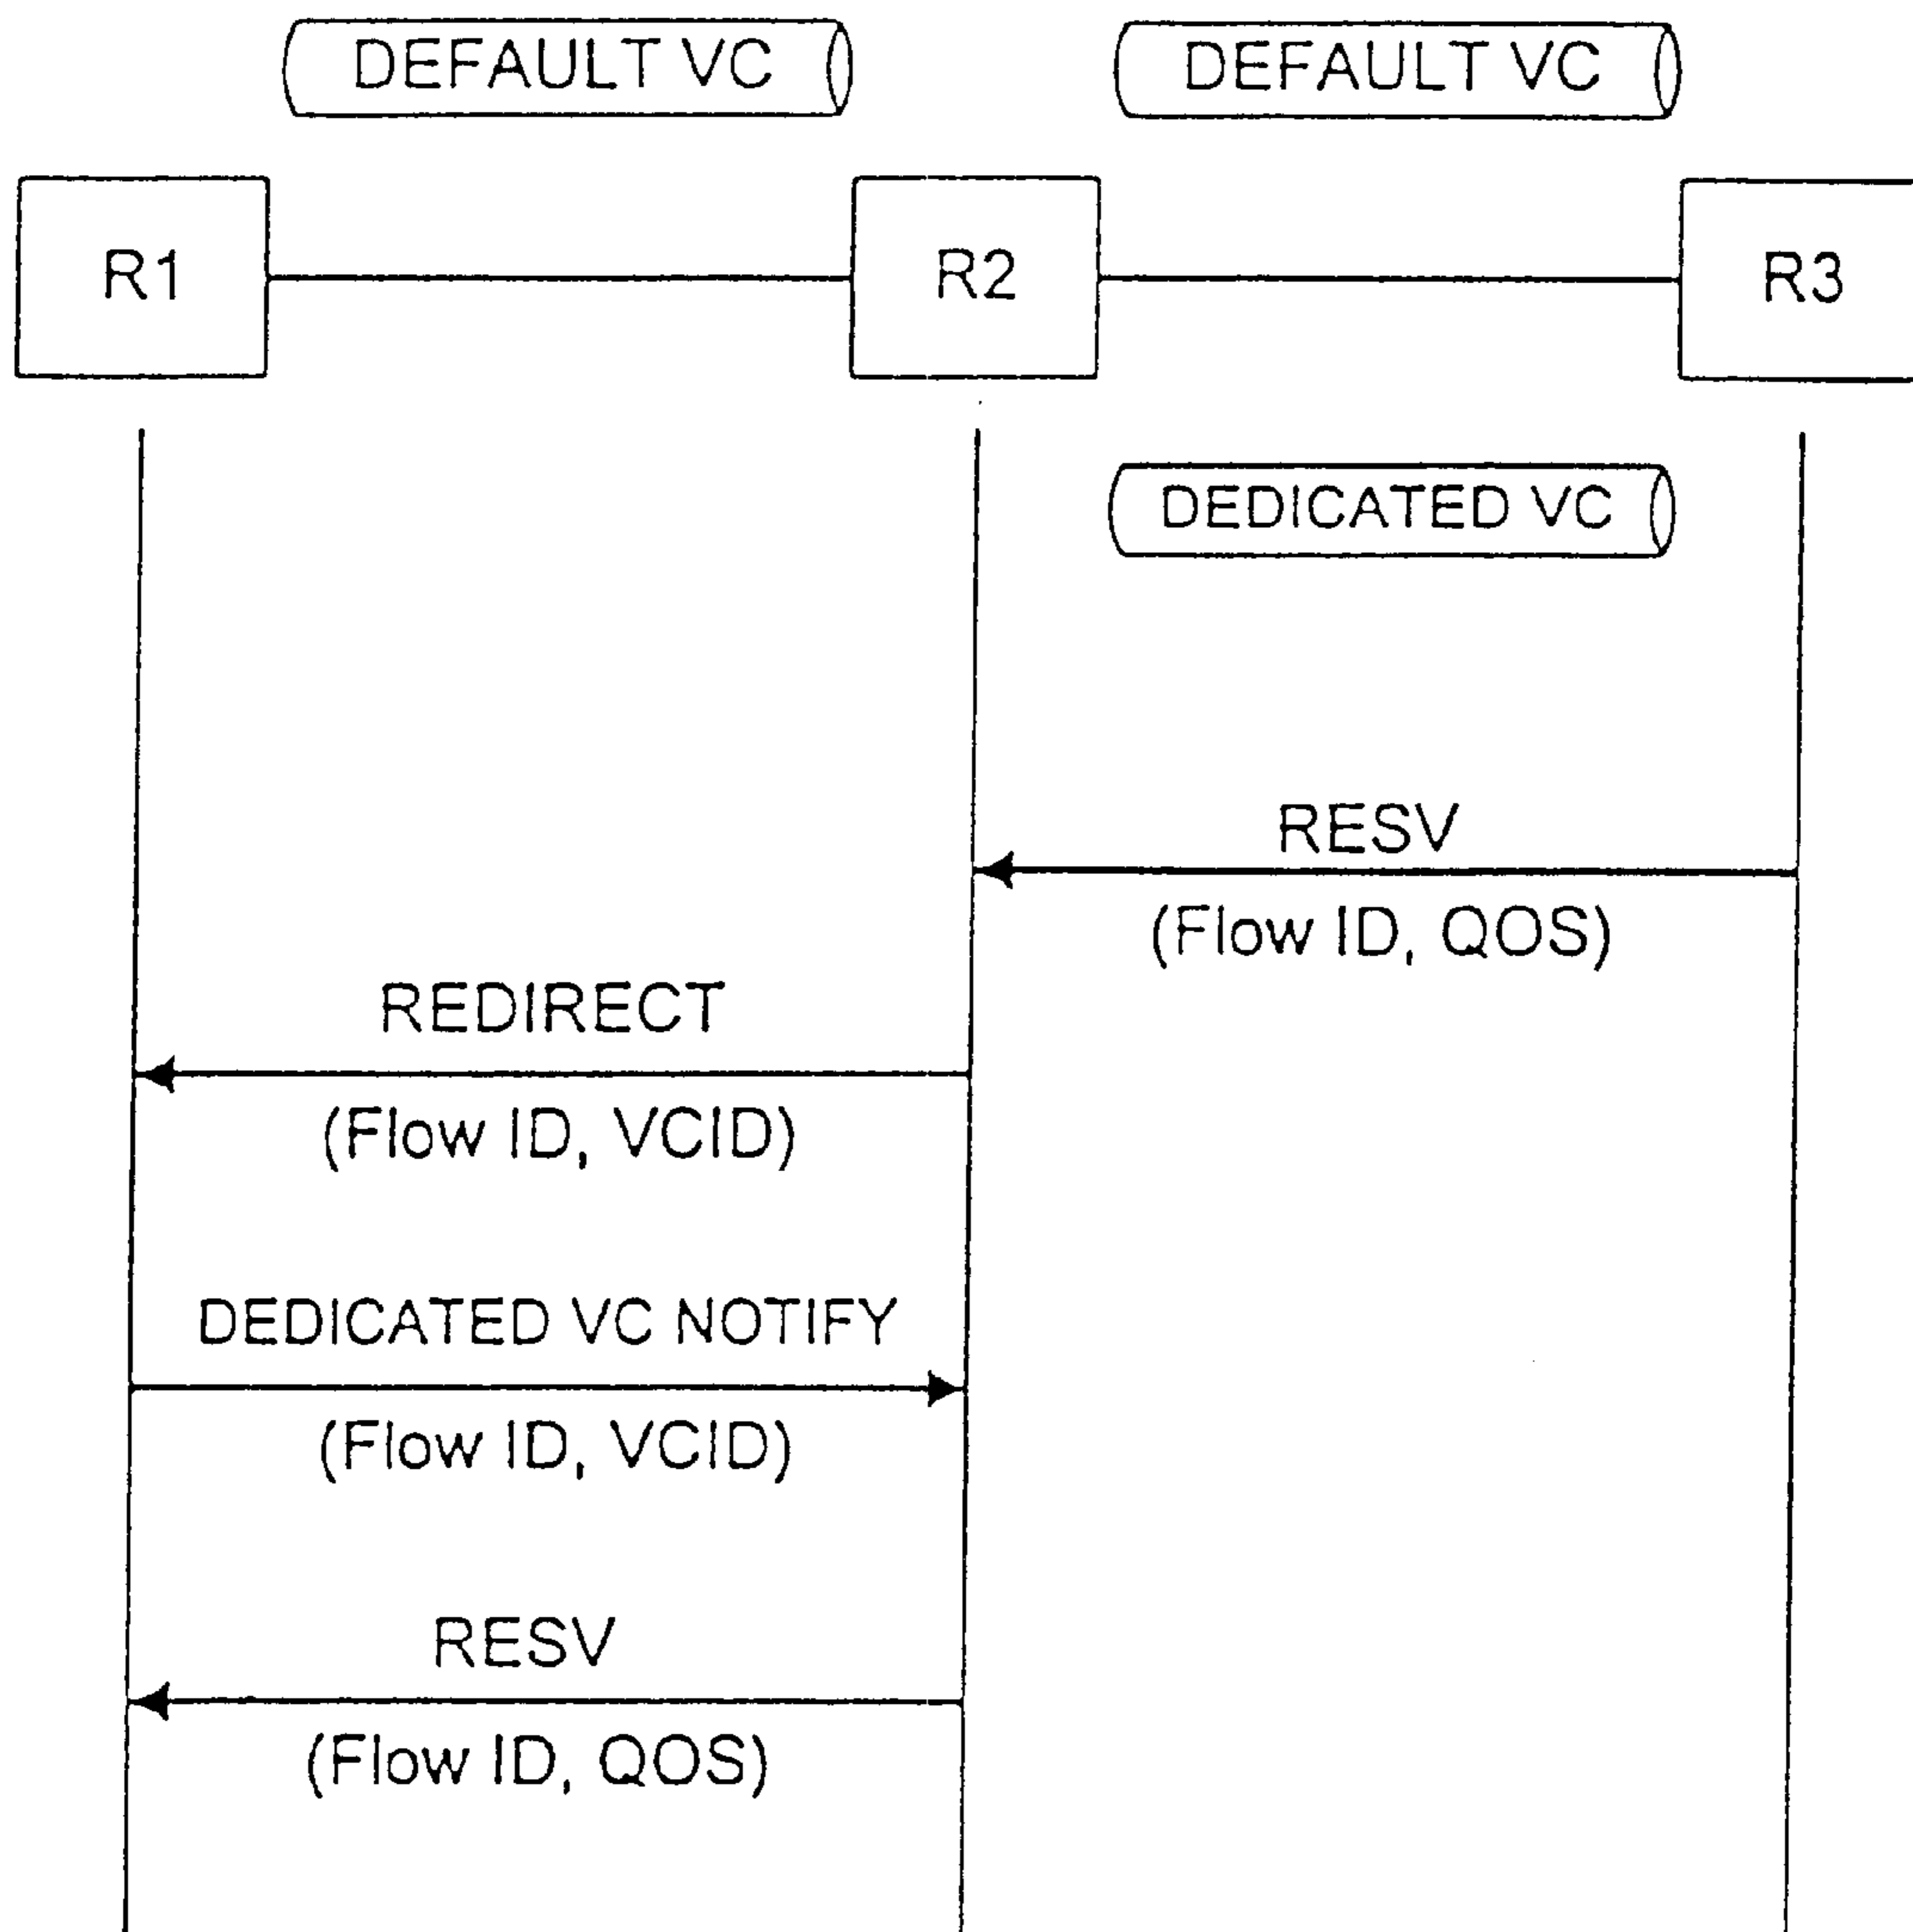 DEFAULT VC
DEFAULT VC
R1
R2
R3
DEDICATED VC
RESV
(Flow ID, QOS)
REDIRECT
(Flow ID, VCID)
DEDICATED VC NOTIFY
(Flow ID, VCID)
RESV
(Flow ID, QOS)